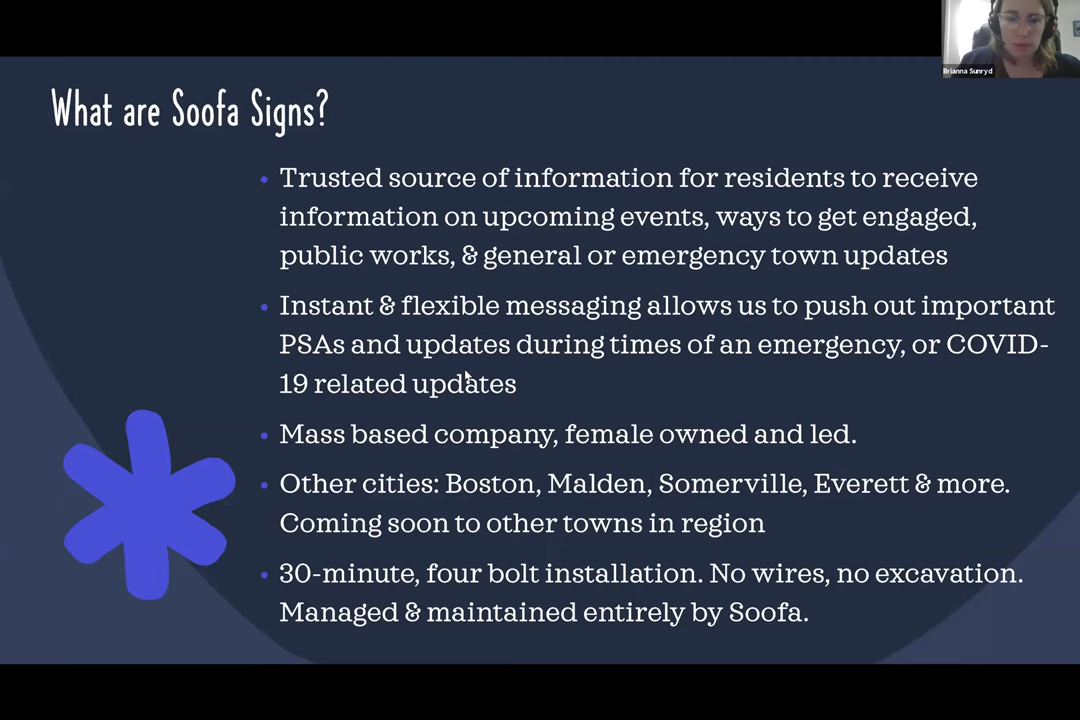 Brianna Sunryd
What are Soofa Signs?
• Trusted source of information for residents to receive
information on upcoming events, ways to get engaged,
public works, & general or emergency town updates
• Instant & flexible messaging allows us to push out important
PSAs and updates during times of an emergency, or COVID-
19 related updates
• Mass based company, female owned and led.
• Other cities: Boston, Malden, Somerville, Everett & more.
Coming soon to other towns in region
• 30-minute, four bolt installation. No wires, no excavation.
Managed & maintained entirely by Soofa.